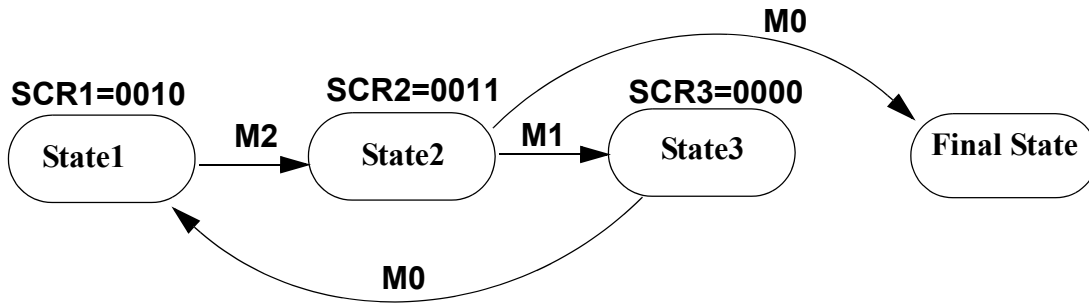 M0
SCR1=0010
SCR2=0011
SCR3=0000
State1
M2
State2
M1
State3
Final State
M0